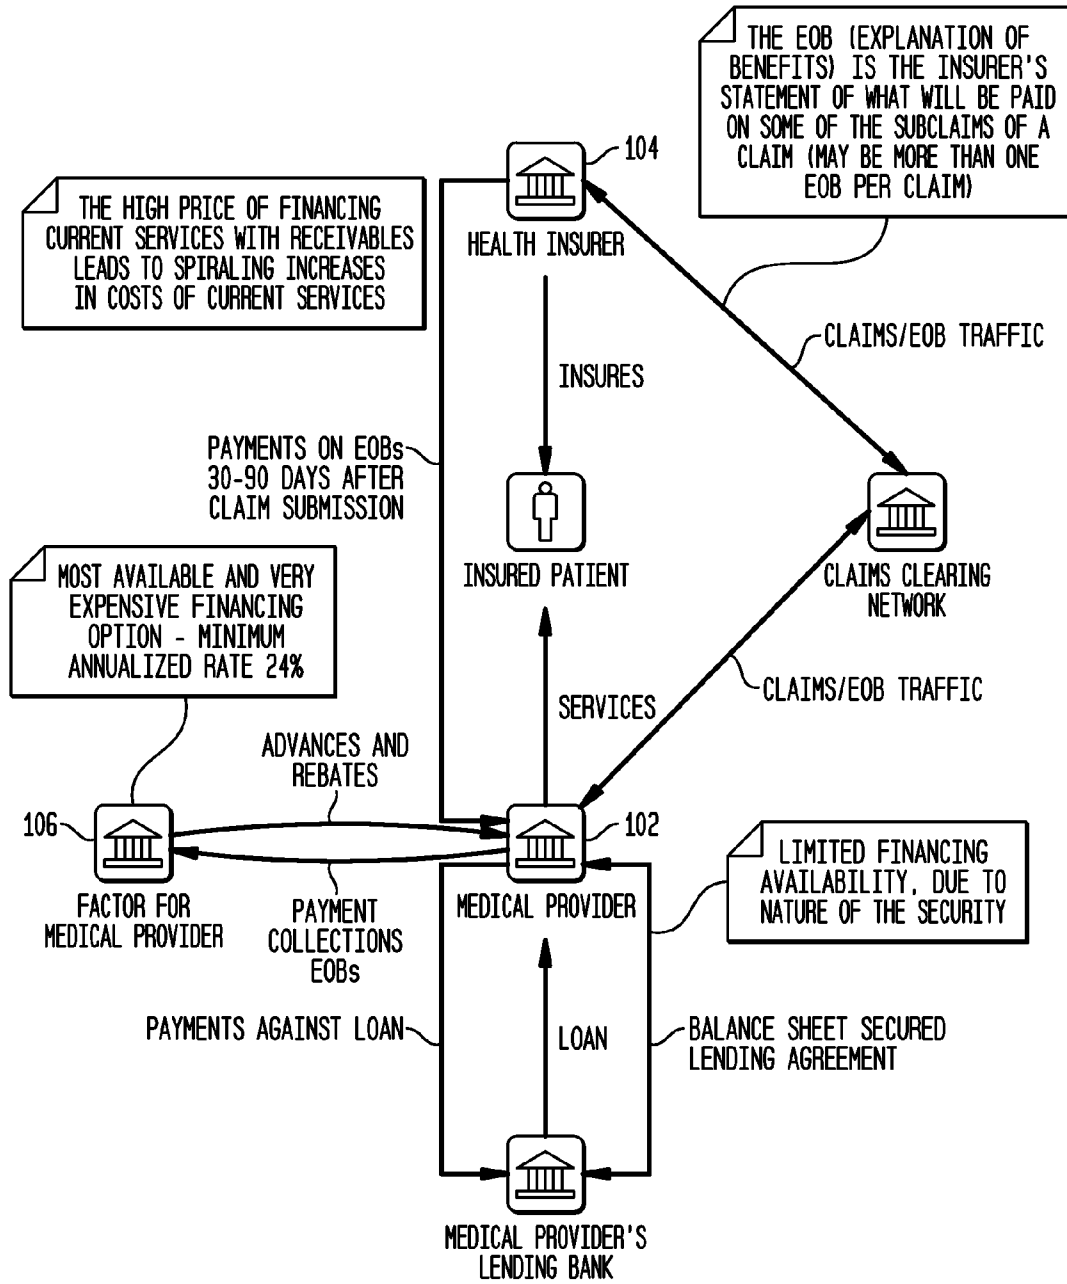 THE EOB (EXPLANATION OF
BENEFITS) IS THE INSURER'S
STATEMENT OF WHAT WILL BE PAID
ON SOME OF THE SUBCLAIMS OF A
CLAIM (MAY BE MORE THAN ONE
EOB PER CLAIM)
104
THE HIGH PRICE OF FINANCING
CURRENT SERVICES WITH RECEIVABLES
LEADS TO SPIRALING INCREASES
IN COSTS OF CURRENT SERVICES
HEALTH INSURER
CLAIMS/EOB TRAFFIC
INSURES
PAYMENTS ON EOBs
30-90 DAYS AFTER
CLAIM SUBMISSION
INSURED PATIENT
CLAIMS CLEARING
NETWORK
MOST AVAILABLE AND VERY
EXPENSIVE FINANCING
OPTION - MINIMUM
ANNUALIZED RATE 24%
CLAIMS/EOB TRAFFIC
SERVICES
ADVANCES AND
REBATES
106
102
FACTOR FOR
MEDICAL PROVIDER
PAYMENT
COLLECTIONS
EOBs
MEDICAL PROVIDER
LIMITED FINANCING
AVAILABILITY, DUE TO
NATURE OF THE SECURITY
PAYMENTS AGAINST LOAN
LOAN
BALANCE SHEET SECURED
LENDING AGREEMENT
MEDICAL PROVIDER'S
LENDING BANK